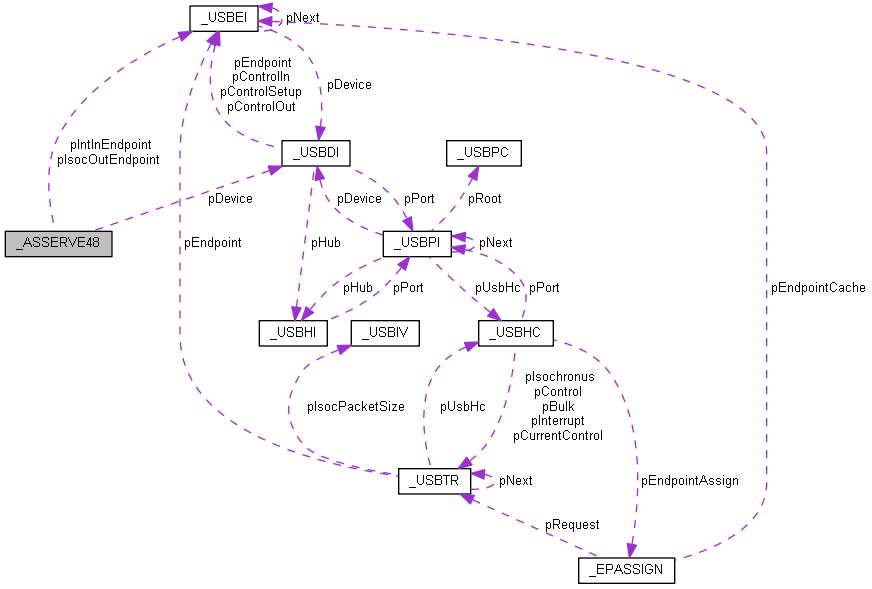 _USBEI
pNext
pEndpoint
pControlIn
pControlSetup
pControlOut
pDevice
pIntInEndpoint
pIsocOutEndpoint
_USBDI
_USBPC
pDevice
pDevice
pPort
pRoot
_ASSERVE48
pEndpoint
pHub
_USBPI
pNext
pHub
pPort
pUsbHc
pPort
pEndpointCache
_USBHI
_USBIV
_USBHC
pIsocPacketSize
pUsbHc
pIsochronus
pControl
pBulk
pInterrupt
pCurrentControl
_USBTR
pNext
pEndpointAssign
pRequest
_EPASSIGN